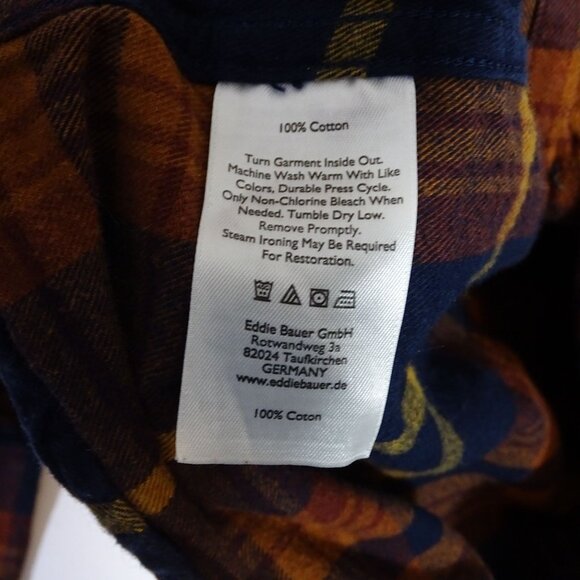 100% Cotton
Turn Garment Inside Out.
Machine Wash Warm With Like
Colors, Durable Press Cycle.
Only Non-Chlorine Bleach When
Needed. Tumble Dry Low.
Remove Promptly.
Steam Ironing May Be Required
For Restoration.
Eddie Bauer GmbH
Rotwandweg 3a
82024 Taufkirchen
GERMANY
www.eddiebauer.de
100% Coton